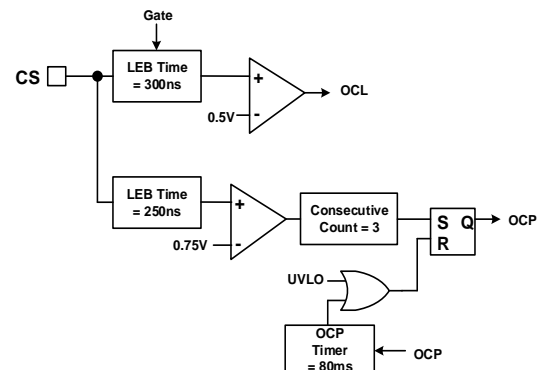 Gate
CS
LEB Time
= 300ns
+
-
0.5V
OCL
LEB Time
= 250ns
+
-
0.75V
Consecutive
Count = 3
S Q
R
OCP
UVLO
OCP
Timer
= 80ms
OCP